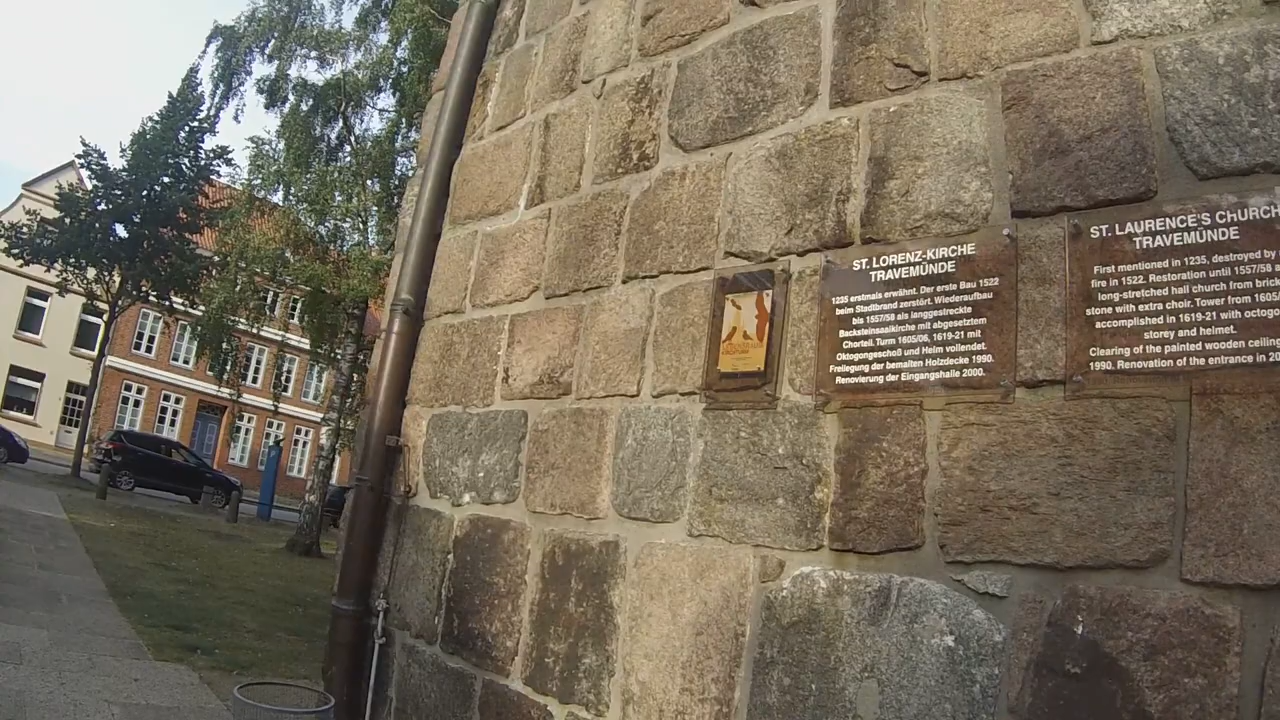 ST. LORENZ-KIRCHE
TRAVEMÜNDE
1235 erstmals erwähnt. Der erste Bau 1522
beim Stadtbrand zerstört. Wiederaufbau
bis 1557/58 als langgestreckte
Backsteinsaalkirche mit abgesetztem
Chorteil. Turm 1605/06, 1619-21 mit
Oktogongeschoß und Helm vollendet.
Freilegung der bemalten Holzdecke 1990.
Renovierung der Eingangshalle 2000.
ST. LAURENCE'S CHURCH
TRAVEMÜNDE
First mentioned in 1235, destroyed by
fire in 1522. Restoration until 1557/58
long-stretched hall church from brick
stone with extra choir. Tower from 1605/
accomplished in 1619-21 with octogo
storey and helmet.
Clearing of the painted wooden ceiling
1990. Renovation of the entrance in 20